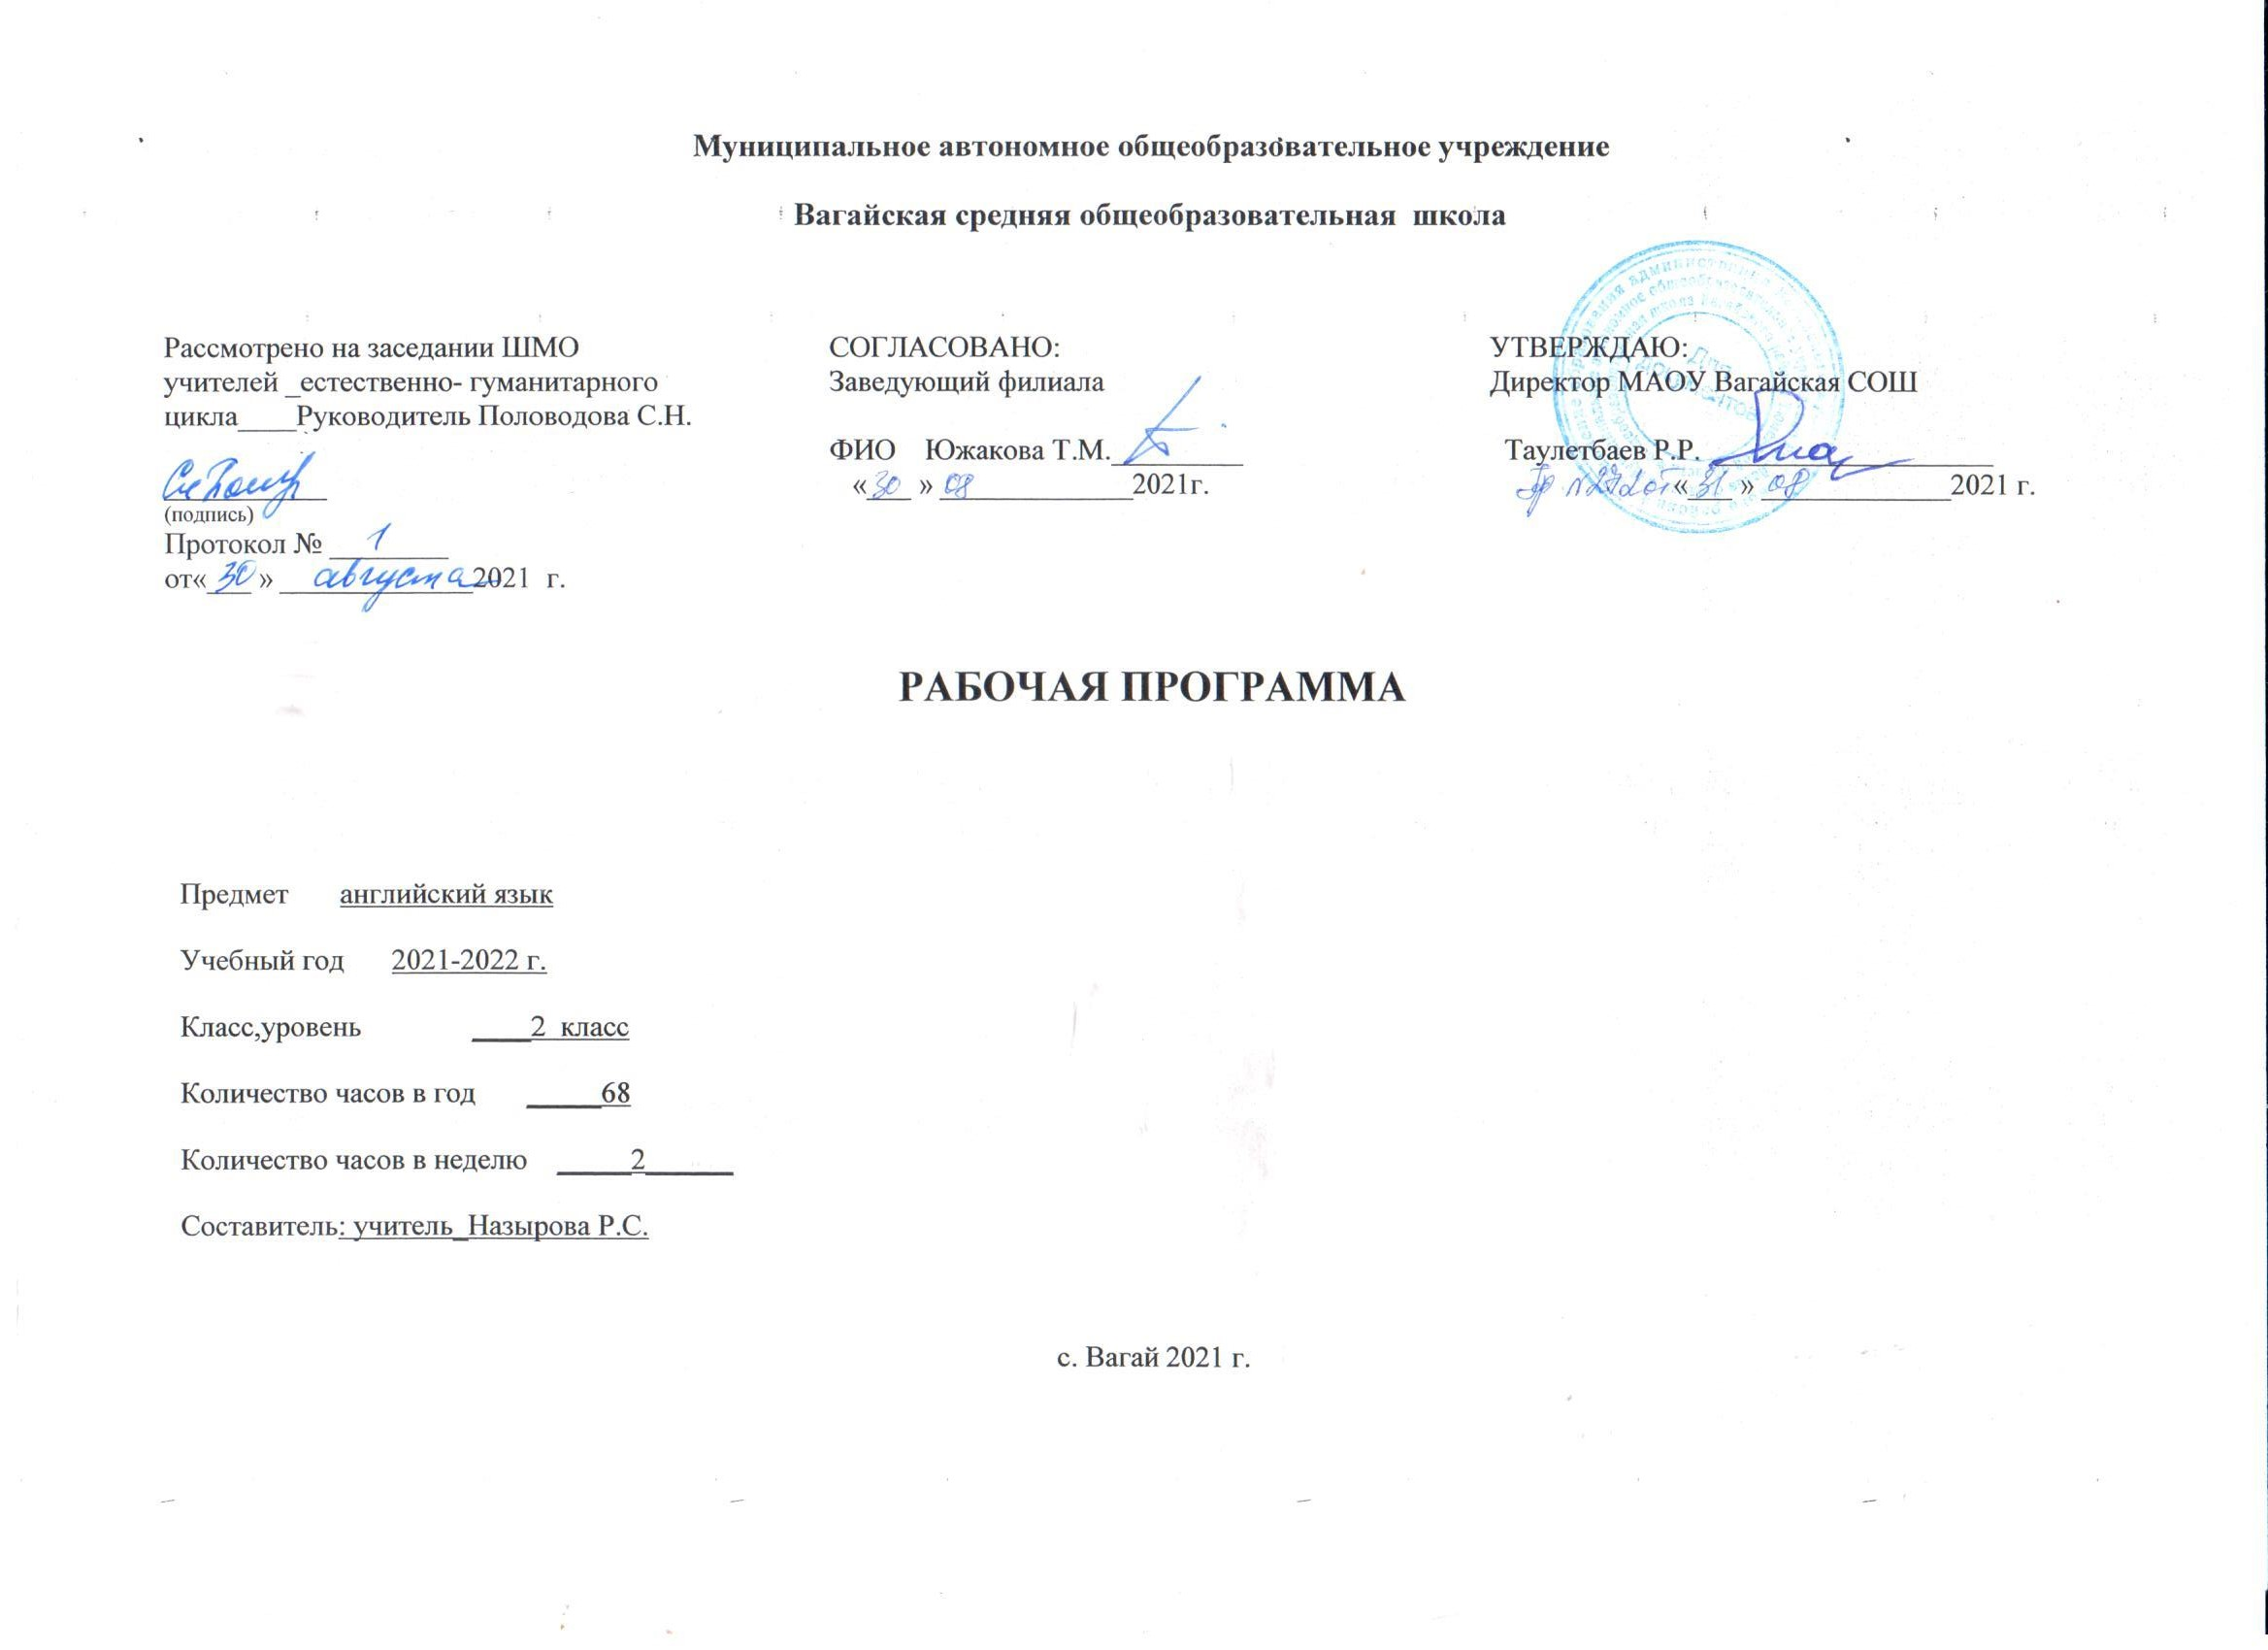 Муниципальное автономное общеобразовательное учреждение
Вагайская средняя общеобразовательная школа
Рассмотрено на заседании ШМО
учителей _естественно- гуманитарного
цикла____Руководитель Половодова С.Н.
(подпись)
Протокол № 1
от« 30 » августа 2021 г.
СОГЛАСОВАНО:
Заведующий филиала
ФИО Южакова Т.М.
« 30 » 08 2021г.
УТВЕРЖДАЮ:
Директор МАОУ Вагайская СОШ
Таулетбаев Р.Р.
« 31 » 08 2021 г.
Для
РАБОЧАЯ ПРОГРАММА
Предмет английский язык
Учебный год 2021-2022 г.
Класс,уровень ____2 класс
Количество часов в год _____68
Количество часов в неделю _____2______
Составитель: учитель_Назырова Р.С.
с. Вагай 2021 г.